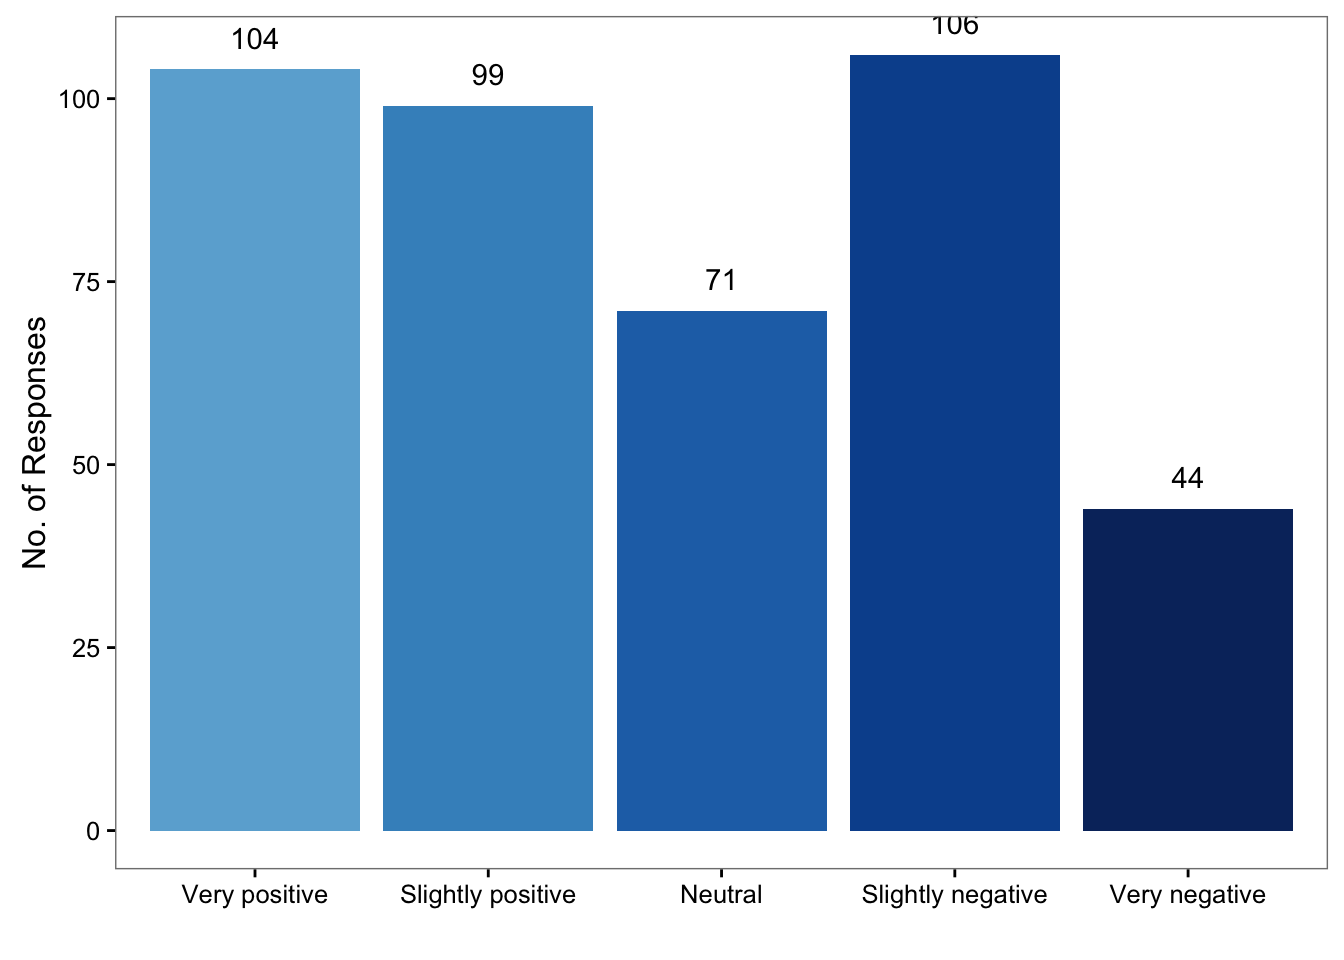 104
99
71
106
44
100
75
50
25
0
No. of Responses
Very positive
Slightly positive
Neutral
Slightly negative
Very negative